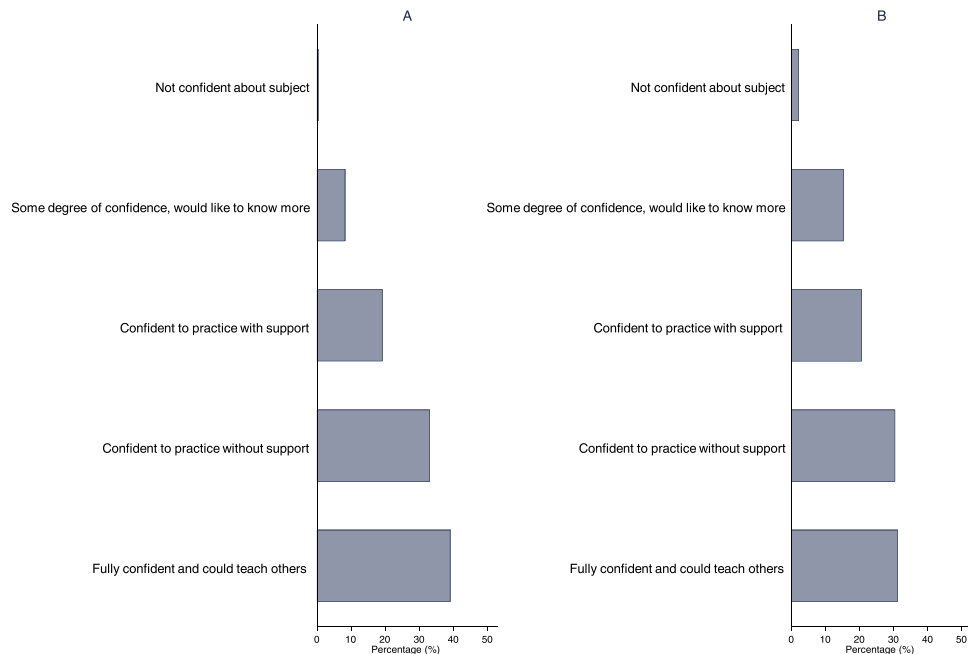 A
Not confident about subject
Some degree of confidence, would like to know more
Confident to practice with support
Confident to practice without support
Fully confident and could teach others
0 10 20 30 40 50
Percentage (%)
B
Not confident about subject
Some degree of confidence, would like to know more
Confident to practice with support
Confident to practice without support
Fully confident and could teach others
0 10 20 30 40 50
Percentage (%)